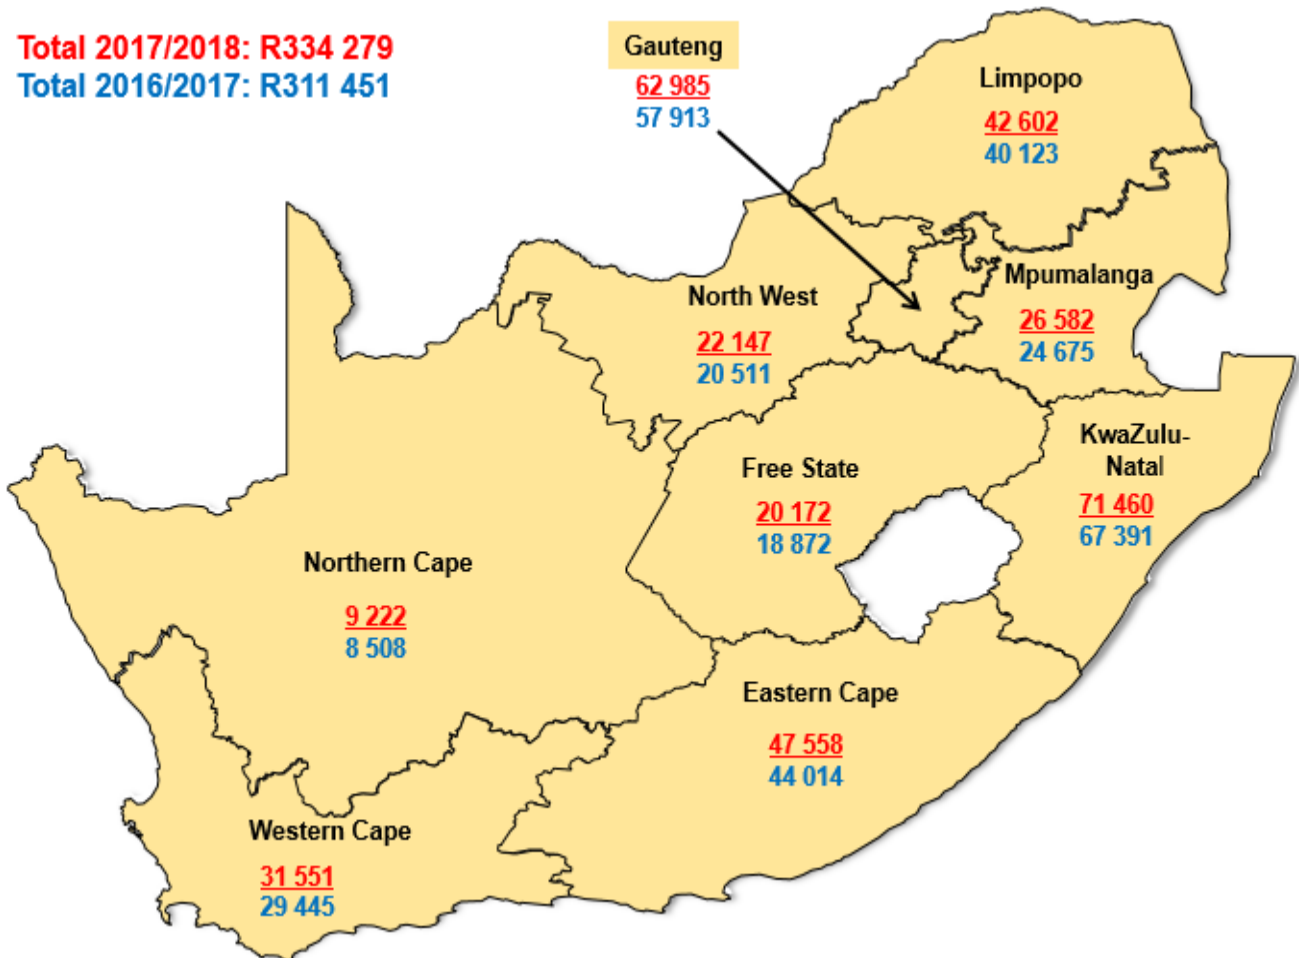 Total 2017/2018: R334 279
Total 2016/2017: R311 451
Gauteng
62 985
57 913
Limpopo
42 602
40 123
Mpumalanga
26 582
24 675
North West
22 147
20 511
KwaZulu-
Natal
71 460
67 391
Free State
20 172
18 872
Northern Cape
9 222
8 508
Eastern Cape
47 558
44 014
Western Cape
31 551
29 445